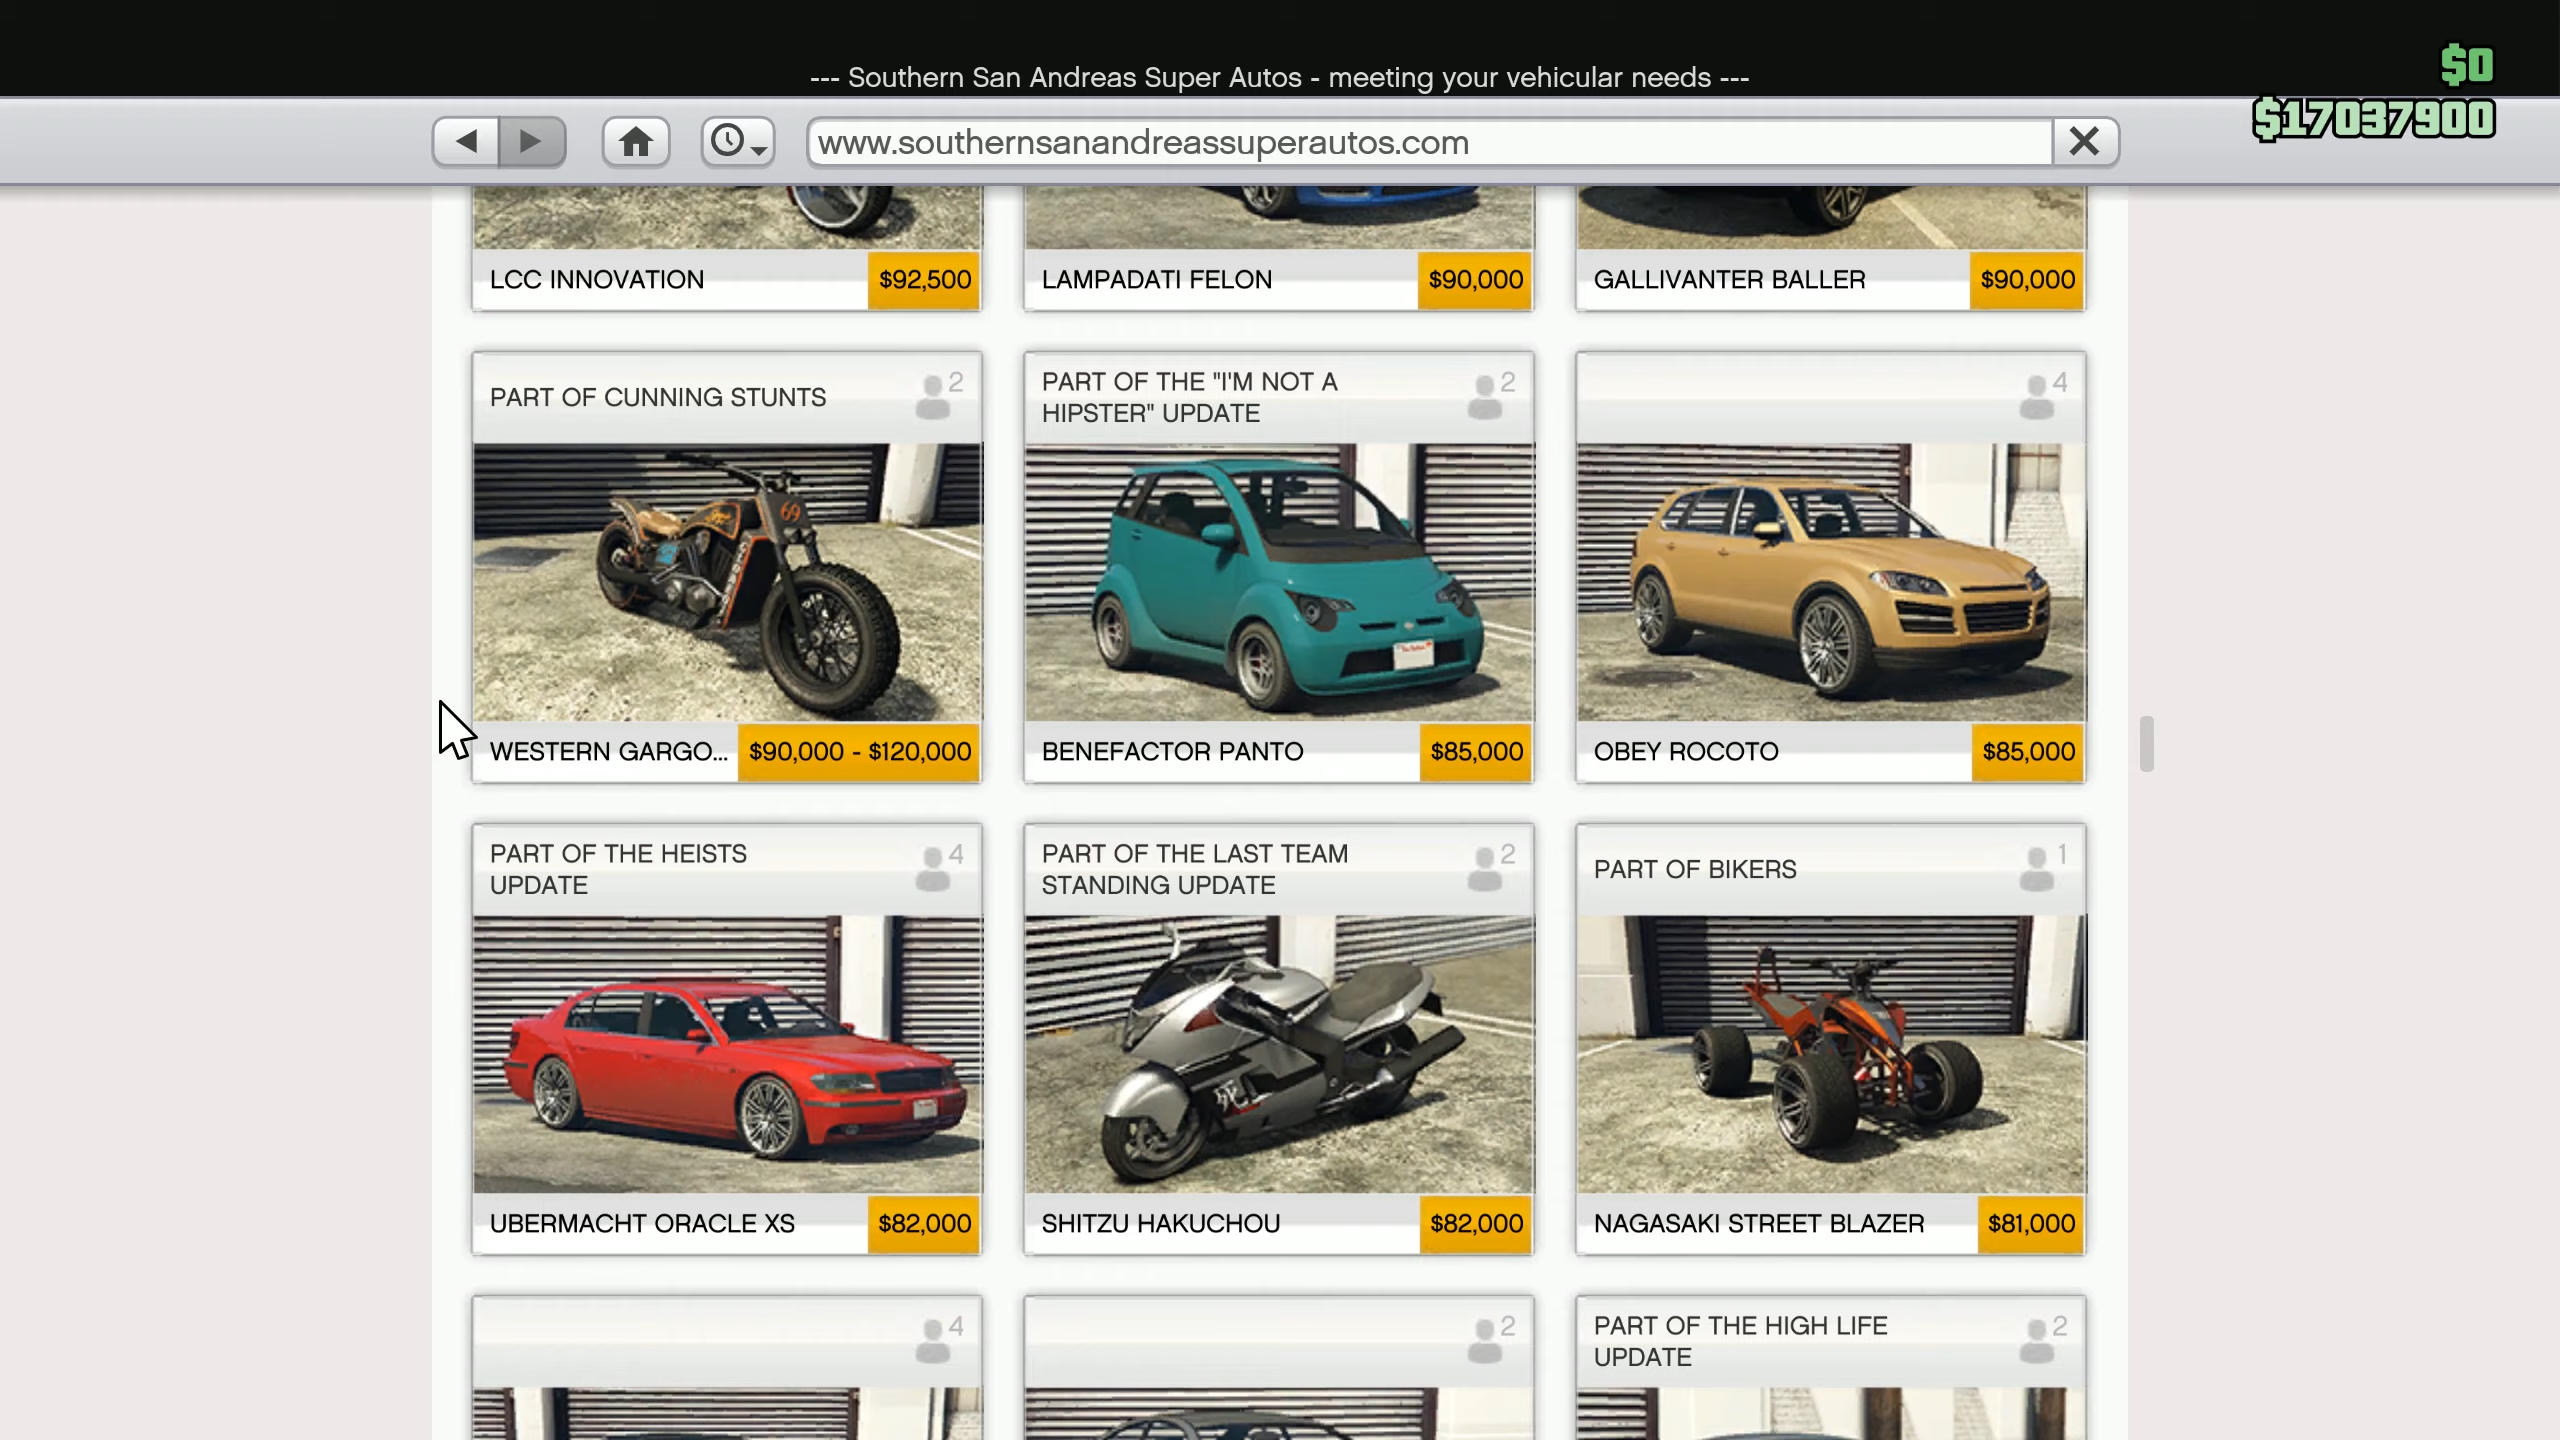 --- Southern San Andreas Super Autos - meeting your vehicular needs ---
$0
$17037900
www.southernsanandreassuperautos.com
LCC INNOVATION
$92,500
LAMPADATI FELON
$90,000
GALLIVANTER BALLER
$90,000
PART OF CUNNING STUNTS
2
PART OF THE "I'M NOT A
HIPSTER" UPDATE
2
4
69
WESTERN GARGO...
$90,000 - $120,000
BENEFACTOR PANTO
$85,000
OBEY ROCOTO
$85,000
PART OF THE HEISTS
UPDATE
4
PART OF THE LAST TEAM
STANDING UPDATE
2
PART OF BIKERS
1
UBERMACHT ORACLE XS
$82,000
SHITZU HAKUCHOU
$82,000
NAGASAKI STREET BLAZER
$81,000
4
2
PART OF THE HIGH LIFE
UPDATE
2